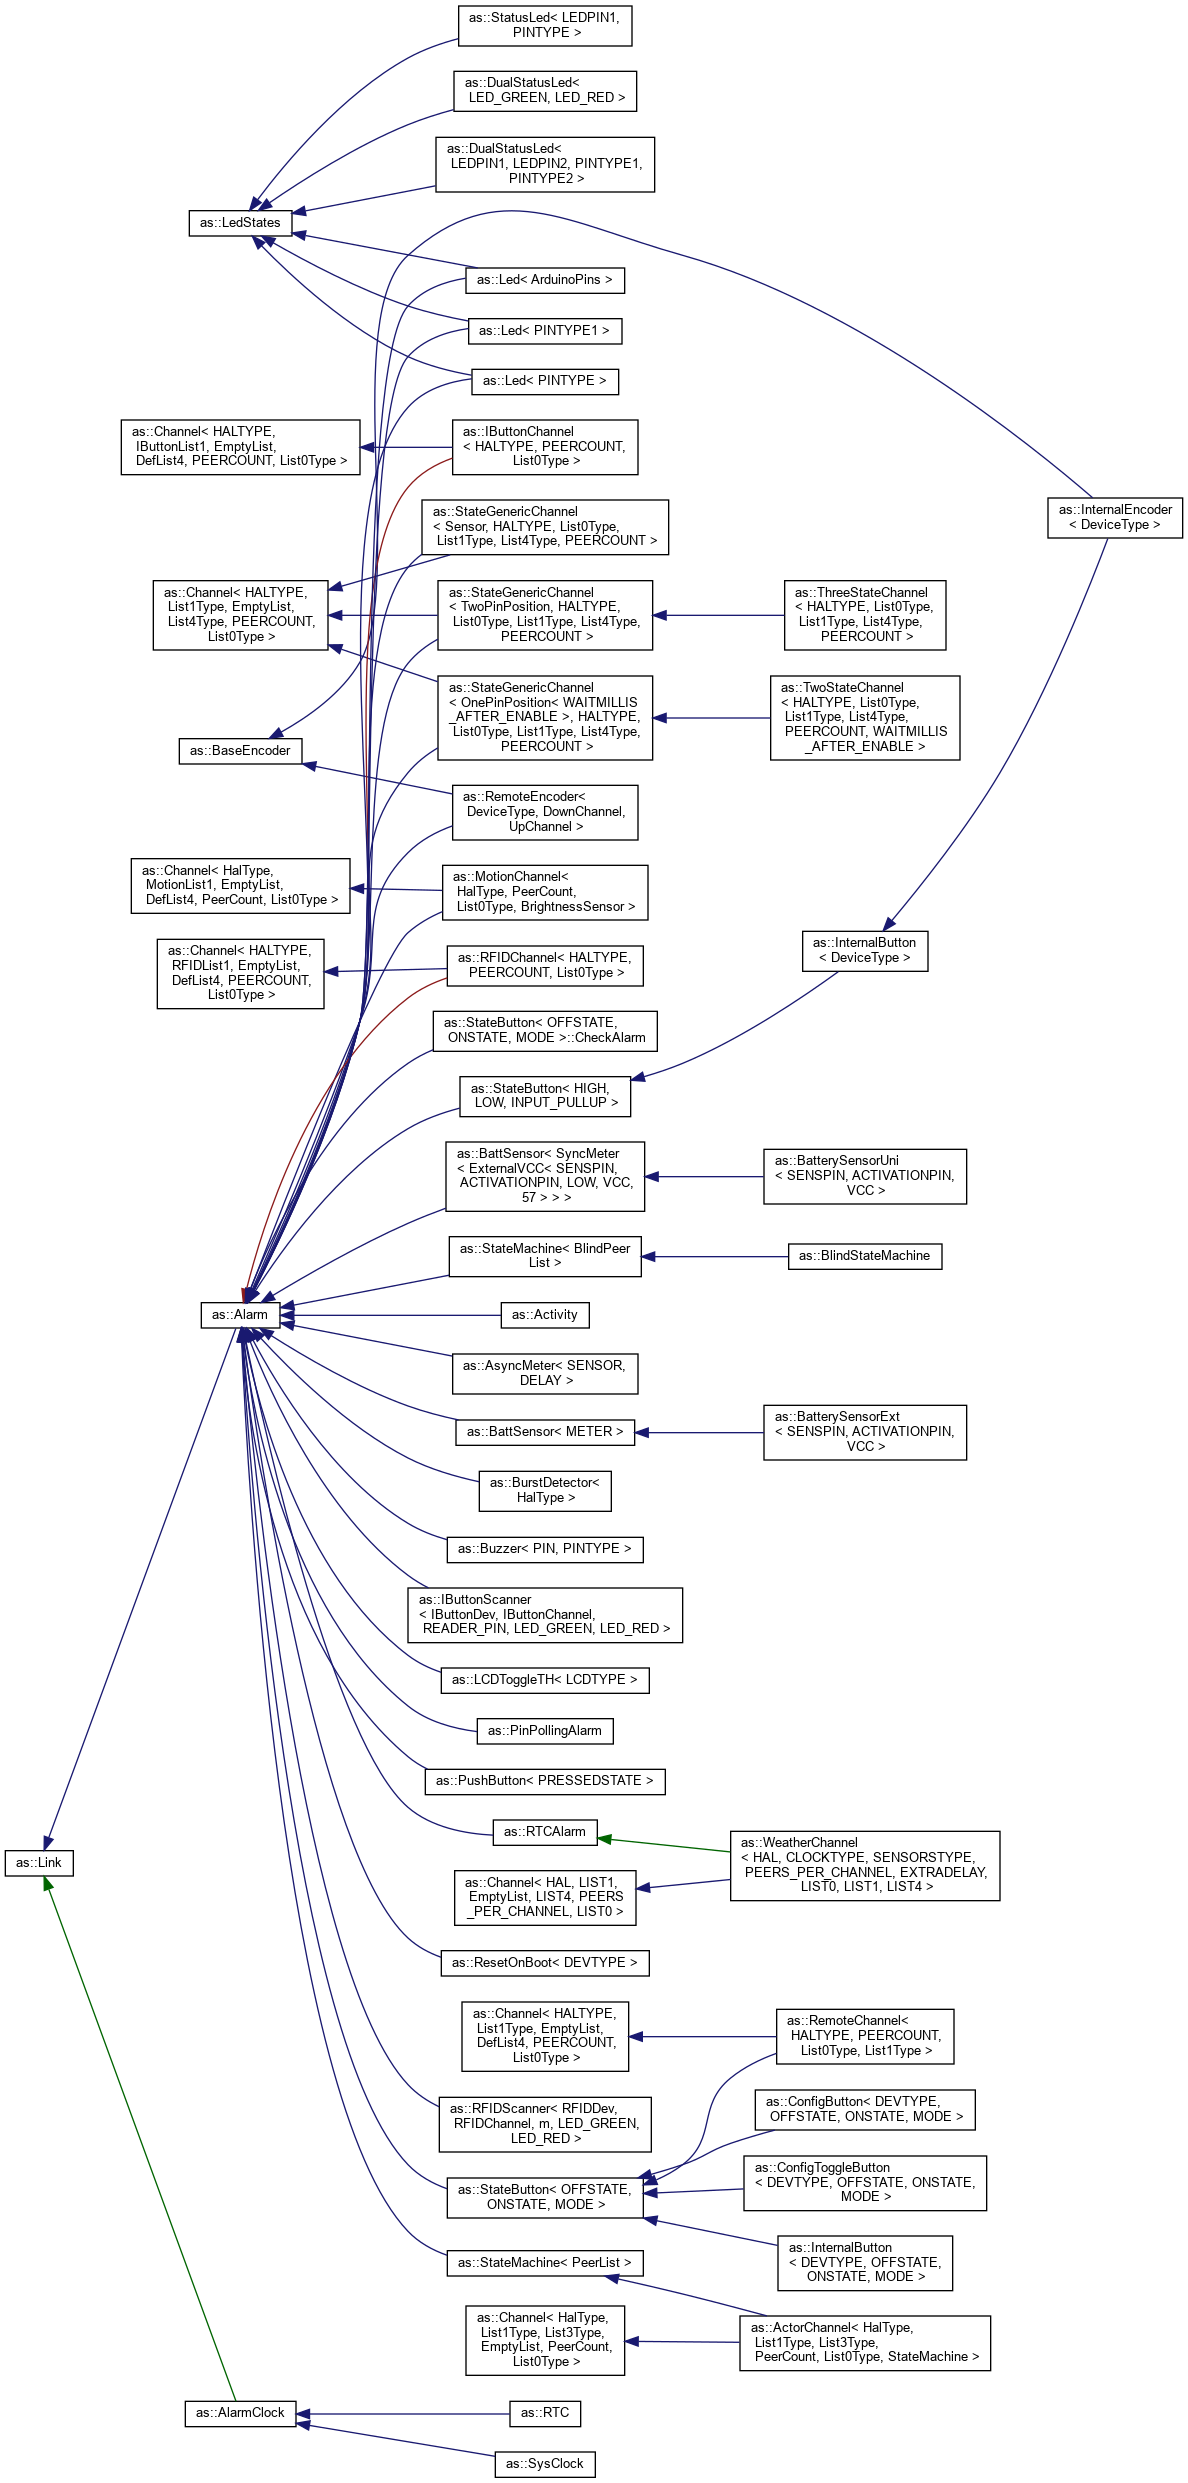 as::StatusLed< LEDPIN1,
PINTYPE >
as::DualStatusLed<
LED_GREEN, LED_RED >
as::DualStatusLed<
LEDPIN1, LEDPIN2, PINTYPE1,
PINTYPE2 >
as::LedStates
as::Led< ArduinoPins >
as::Led< PINTYPE1 >
as::Led< PINTYPE >
as::Channel< HALTYPE,
IButtonList1, EmptyList,
DefList4, PEERCOUNT, List0Type >
as::IButtonChannel
< HALTYPE, PEERCOUNT,
List0Type >
as::StateGenericChannel
< Sensor, HALTYPE, List0Type,
List1Type, List4Type, PEERCOUNT >
as::InternalEncoder
< DeviceType >
as::Channel< HALTYPE,
List1Type, EmptyList,
List4Type, PEERCOUNT,
List0Type >
as::StateGenericChannel
< TwoPinPosition, HALTYPE,
List0Type, List1Type, List4Type,
PEERCOUNT >
as::ThreeStateChannel
< HALTYPE, List0Type,
List1Type, List4Type,
PEERCOUNT >
as::StateGenericChannel
< OnePinPosition< WAITMILLIS
_AFTER_ENABLE >, HALTYPE,
List0Type, List1Type, List4Type,
PEERCOUNT >
as::TwoStateChannel
< HALTYPE, List0Type,
List1Type, List4Type,
PEERCOUNT, WAITMILLIS
_AFTER_ENABLE >
as::BaseEncoder
as::RemoteEncoder<
DeviceType, DownChannel,
UpChannel >
as::Channel< HalType,
MotionList1, EmptyList,
DefList4, PeerCount, List0Type >
as::MotionChannel<
HalType, PeerCount,
List0Type, BrightnessSensor >
as::Channel< HALTYPE,
RFIDList1, EmptyList,
DefList4, PEERCOUNT,
List0Type >
as::RFIDChannel< HALTYPE,
PEERCOUNT, List0Type >
as::InternalButton
< DeviceType >
as::StateButton< OFFSTATE,
ONSTATE, MODE >::CheckAlarm
as::StateButton< HIGH,
LOW, INPUT_PULLUP >
as::BattSensor< SyncMeter
< ExternalVCC< SENSPIN,
ACTIVATIONPIN, LOW, VCC,
57 > > >
as::BatterySensorUni
< SENSPIN, ACTIVATIONPIN,
VCC >
as::StateMachine< BlindPeer
List >
as::BlindStateMachine
as::Alarm
as::Activity
as::AsyncMeter< SENSOR,
DELAY >
as::BattSensor< METER >
as::BatterySensorExt
< SENSPIN, ACTIVATIONPIN,
VCC >
as::BurstDetector<
HalType >
as::Buzzer< PIN, PINTYPE >
as::IButtonScanner
< IButtonDev, IButtonChannel,
READER_PIN, LED_GREEN, LED_RED >
as::LCDToggleTH< LCDTYPE >
as::PinPollingAlarm
as::PushButton< PRESSEDSTATE >
as::RTCAlarm
as::Link
as::WeatherChannel
< HAL, CLOCKTYPE, SENSORSTYPE,
PEERS_PER_CHANNEL, EXTRADELAY,
LIST0, LIST1, LIST4 >
as::Channel< HAL, LIST1,
EmptyList, LIST4, PEERS
_PER_CHANNEL, LIST0 >
as::ResetOnBoot< DEVTYPE >
as::Channel< HALTYPE,
List1Type, EmptyList,
DefList4, PEERCOUNT,
List0Type >
as::RemoteChannel<
HALTYPE, PEERCOUNT,
List0Type, List1Type >
as::RFIDScanner< RFIDDev,
RFIDChannel, m, LED_GREEN,
LED_RED >
as::ConfigButton< DEVTYPE,
OFFSTATE, ONSTATE, MODE >
as::StateButton< OFFSTATE,
ONSTATE, MODE >
as::ConfigToggleButton
< DEVTYPE, OFFSTATE, ONSTATE,
MODE >
as::InternalButton
< DEVTYPE, OFFSTATE,
ONSTATE, MODE >
as::StateMachine< PeerList >
as::Channel< HalType,
List1Type, List3Type,
EmptyList, PeerCount,
List0Type >
as::ActorChannel< HalType,
List1Type, List3Type,
PeerCount, List0Type, StateMachine >
as::AlarmClock
as::RTC
as::SysClock